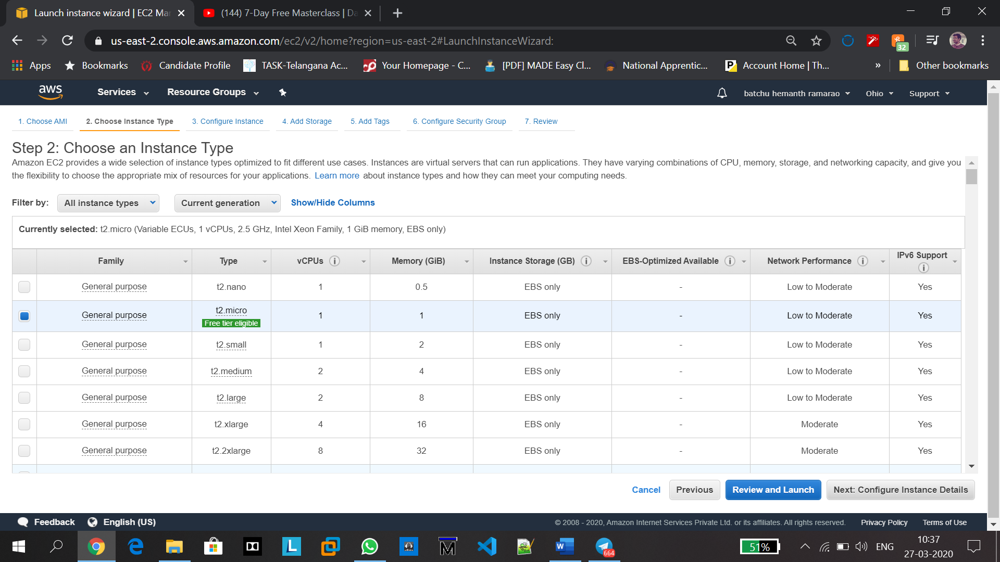 Launch instance wizard | EC2 Ma
(144) 7-Day Free Masterclass | Da
us-east-2.console.aws.amazon.com/ec2/v2/home?region=us-east-2#LaunchInstanceWizard:
32
Apps Bookmarks Candidate Profile TASK-Telangana Ac... Your Homepage - C... [PDF] MADE Easy Cl... National Apprentic... Account Home | Th... » Other bookmarks
aws Services Resource Groups batchu hemanth ramarao Ohio Support
1. Choose AMI 2. Choose Instance Type 3. Configure Instance 4. Add Storage 5. Add Tags 6. Configure Security Group 7. Review
Step 2: Choose an Instance Type
Amazon EC2 provides a wide selection of instance types optimized to fit different use cases. Instances are virtual servers that can run applications. They have varying combinations of CPU, memory, storage, and networking capacity, and give you
the flexibility to choose the appropriate mix of resources for your applications. Learn more about instance types and how they can meet your computing needs.
Filter by: All instance types Current generation Show/Hide Columns
Currently selected: t2.micro (Variable ECUs, 1 vCPUs, 2.5 GHz, Intel Xeon Family, 1 GiB memory, EBS only)
Family Type vCPUs Memory (GiB) Instance Storage (GB) EBS-Optimized Available Network Performance IPv6 Support
General purpose t2.nano 1 0.5 EBS only - Low to Moderate Yes
General purpose t2.micro 1 1 EBS only - Low to Moderate Yes
Free tier eligible
General purpose t2.small 1 2 EBS only - Low to Moderate Yes
General purpose t2.medium 2 4 EBS only - Low to Moderate Yes
General purpose t2.large 2 8 EBS only - Low to Moderate Yes
General purpose t2.xlarge 4 16 EBS only - Moderate Yes
General purpose t2.2xlarge 8 32 EBS only - Moderate Yes
Cancel Previous Review and Launch Next: Configure Instance Details
Feedback English (US) © 2008 - 2020, Amazon Internet Services Private Ltd. or its affiliates. All rights reserved. Privacy Policy Terms of Use
664
51% ENG
10:37
27-03-2020